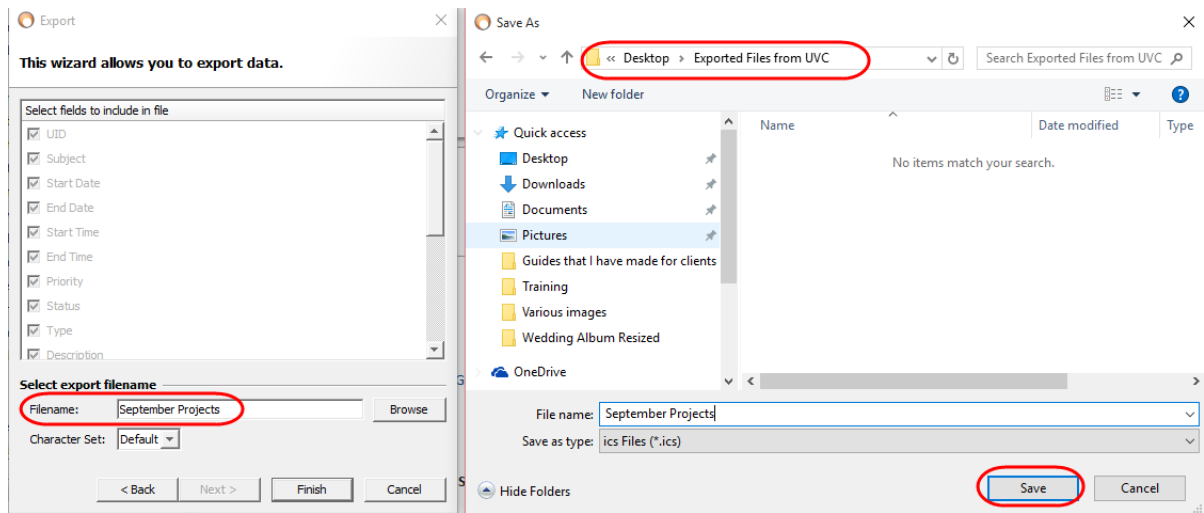 Export
This wizard allows you to export data.
Select fields to include in file
UID
Subject
Start Date
End Date
Start Time
End Time
Priority
Status
Type
Description
Select export filename
Filename: September Projects Browse
Character Set: Default
< Back Next > Finish Cancel
Save As
« Desktop > Exported Files from UVC
Search Exported Files from UVC
Organize New folder
Quick access
Desktop
Downloads
Documents
Pictures
Guides that I have made for clients
Training
Various images
Wedding Album Resized
OneDrive
Name Date modified Type
No items match your search.
File name: September Projects
Save as type: ics Files (*.ics)
Hide Folders Save Cancel